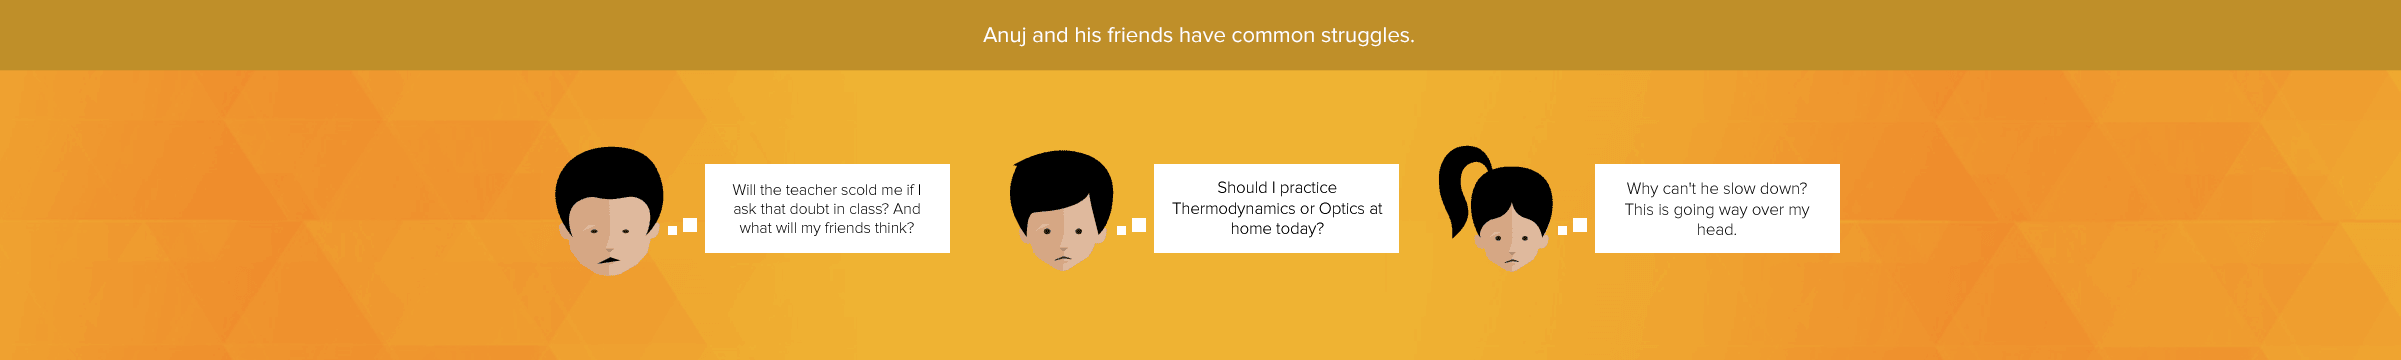 Anuj and his friends have common struggles.
Will the teacher scold me if I
ask that doubt in class? And
what will my friends think?
Should I practice
Thermodynamics or Optics at
home today?
Why can't he slow down?
This is going way over my
head.